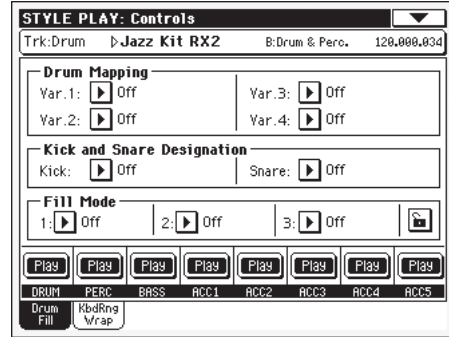 STYLE PLAY: Controls
Trk:Drum ▷Jazz Kit RX2 B:Drum & Perc. 120.000.034
Drum Mapping
Var.1: Off Var.3: Off
Var.2: Off Var.4: Off
Kick and Snare Designation
Kick: Off Snare: Off
Fill Mode
1: Off 2: Off 3: Off
Play Play Play Play Play Play Play Play
DRUM PERC BASS ACC1 ACC2 ACC3 ACC4 ACC5
Drum KbdRng
Fill Wrap